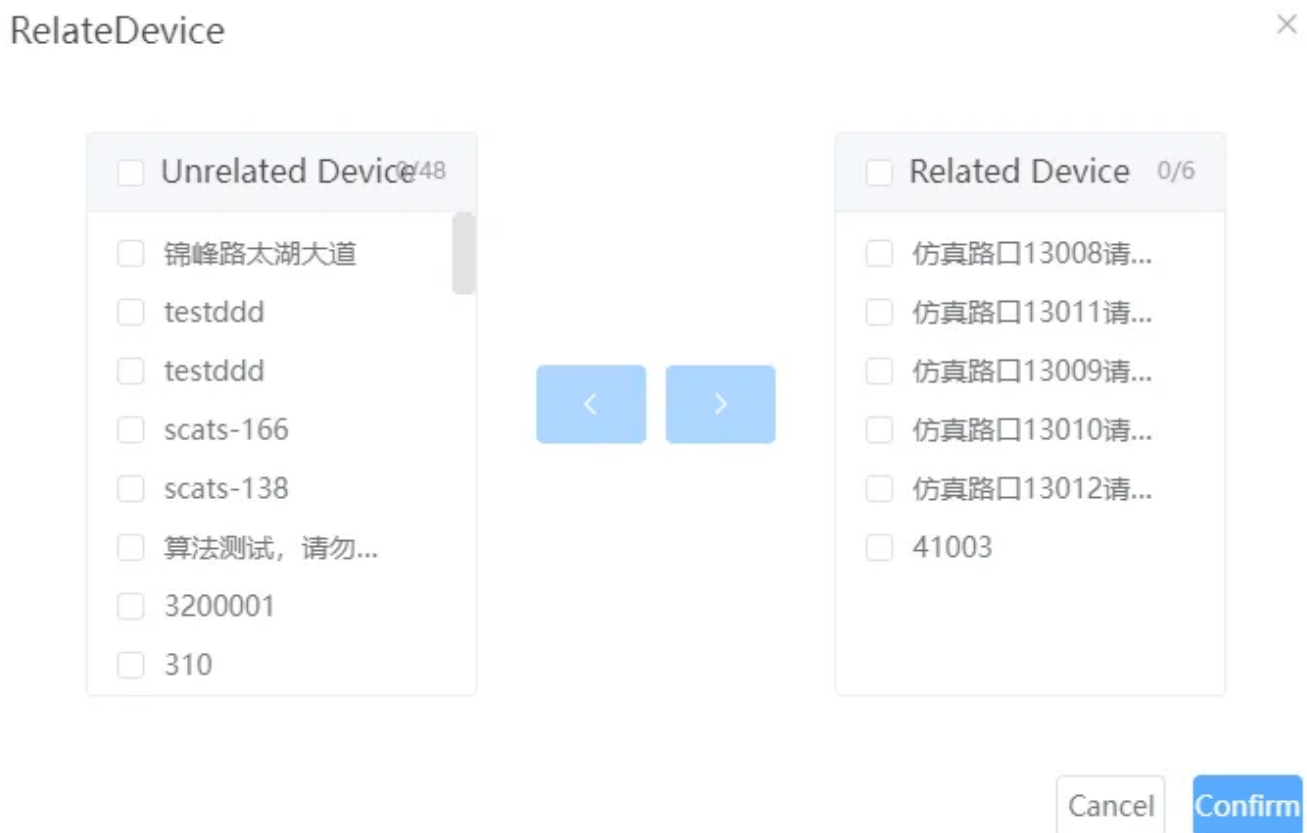 RelateDevice
Unrelated Device 0/48
锦峰路太湖大道
testddd
testddd
scats-166
scats-138
算法测试，请勿...
3200001
310
Related Device 0/6
仿真路口13008请...
仿真路口13011请...
仿真路口13009请...
仿真路口13010请...
仿真路口13012请...
41003
Cancel
Confirm